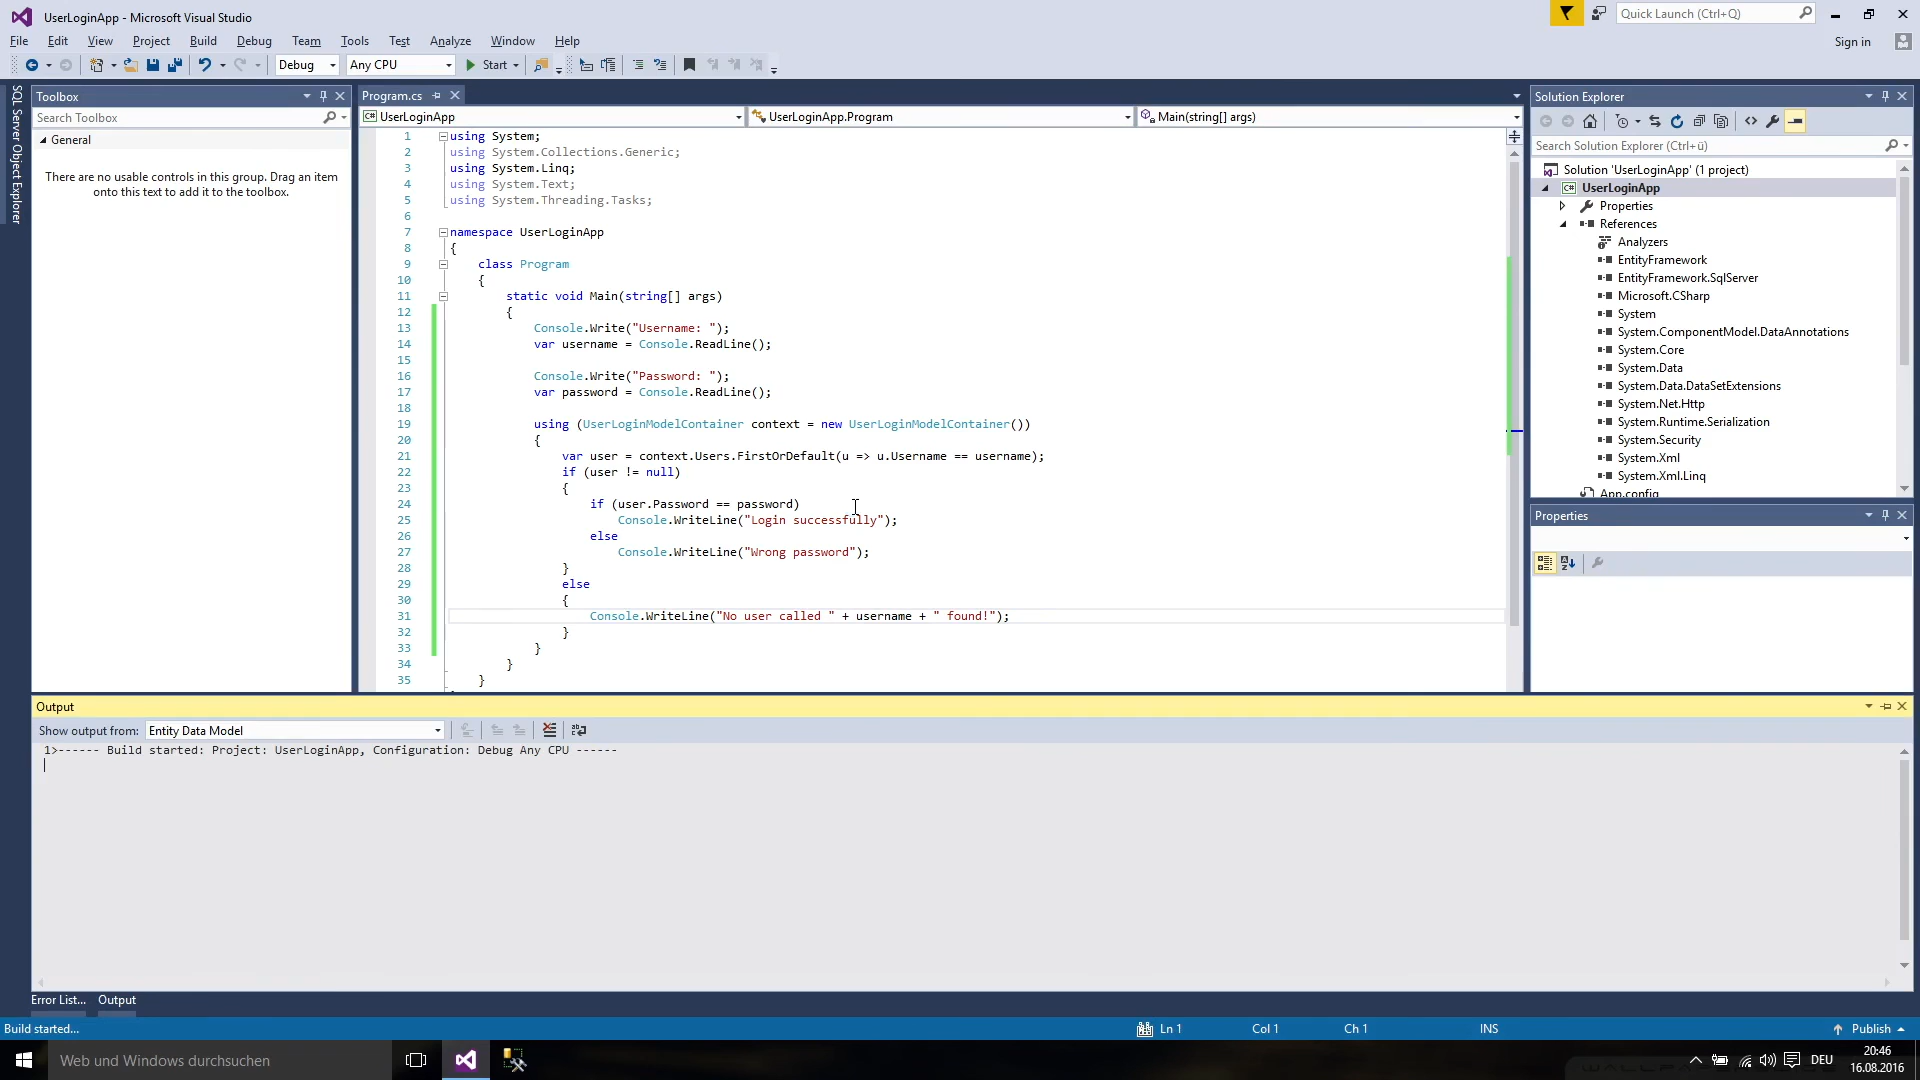 UserLoginApp - Microsoft Visual Studio
Quick Launch (Ctrl+Q)
File Edit View Project Build Debug Team Tools Test Analyze Window Help
Sign in
Debug Any CPU Start
SQL Server Object Explorer
Toolbox
Search Toolbox
General
There are no usable controls in this group. Drag an item
onto this text to add it to the toolbox.
Program.cs
UserLoginApp UserLoginApp.Program Main(string[] args)
1 using System;
2 using System.Collections.Generic;
3 using System.Linq;
4 using System.Text;
5 using System.Threading.Tasks;
6
7 namespace UserLoginApp
8 {
9 class Program
10 {
11 static void Main(string[] args)
12 {
13 Console.Write("Username: ");
14 var username = Console.ReadLine();
15
16 Console.Write("Password: ");
17 var password = Console.ReadLine();
18
19 using (UserLoginModelContainer context = new UserLoginModelContainer())
20 {
21 var user = context.Users.FirstOrDefault(u => u.Username == username);
22 if (user != null)
23 {
24 if (user.Password == password)
25 Console.WriteLine("Login successfully");
26 else
27 Console.WriteLine("Wrong password");
28 }
29 else
30 {
31 Console.WriteLine("No user called " + username + " found!");
32 }
33 }
34 }
35 }
Solution Explorer
Search Solution Explorer (Ctrl+ü)
Solution 'UserLoginApp' (1 project)
UserLoginApp
Properties
References
Analyzers
EntityFramework
EntityFramework.SqlServer
Microsoft.CSharp
System
System.ComponentModel.DataAnnotations
System.Core
System.Data
System.Data.DataSetExtensions
System.Net.Http
System.Runtime.Serialization
System.Security
System.Xml
System.Xml.Linq
App.config
Properties
Output
Show output from: Entity Data Model
1>------ Build started: Project: UserLoginApp, Configuration: Debug Any CPU ------
Error List... Output
Build started... Ln 1 Col 1 Ch 1 INS Publish
Web und Windows durchsuchen
DEU
20:46
16.08.2016